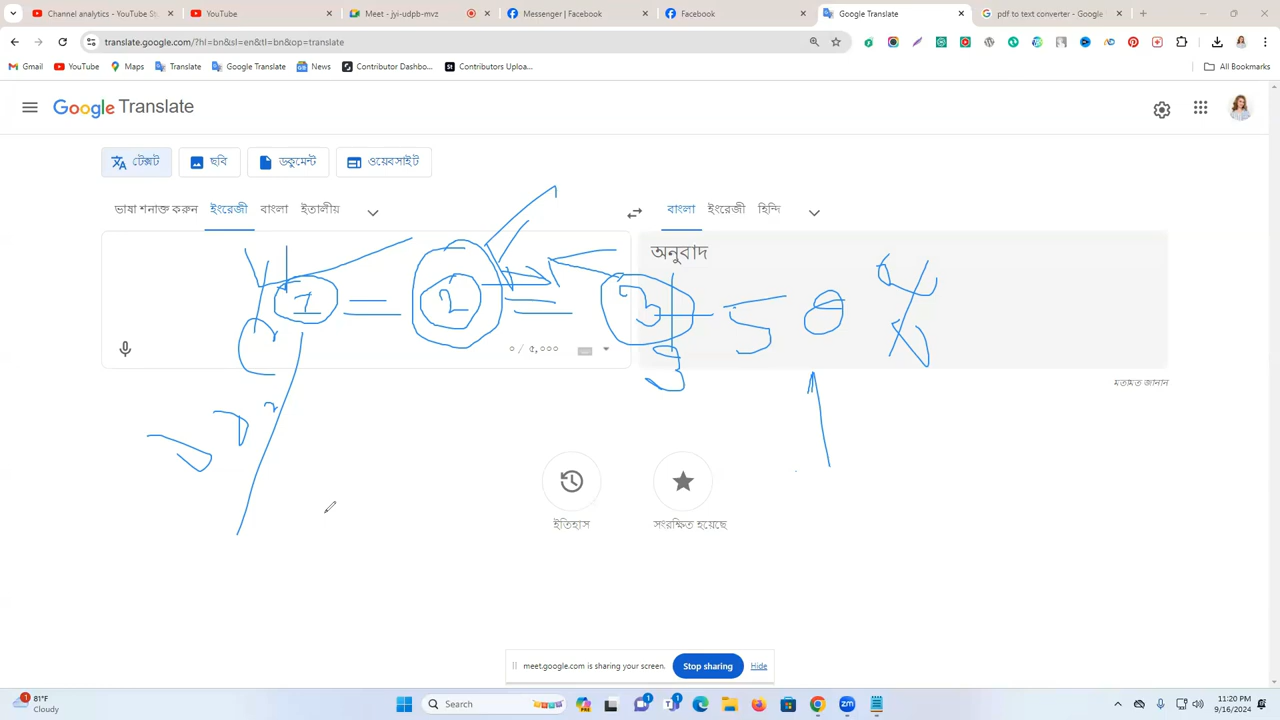 Channel analytics - YouTube
YouTube
Meet - jyi-udpb-mvz
Messenger | Facebook
Facebook
Google Translate
pdf to text converter - Google
translate.google.com/?hl=bn&sl=en&tl=bn&op=translate
Gmail YouTube Maps Translate Google Translate News Contributor Dashbo... Contributors Uploa... All Bookmarks
Google Translate
টেক্সট ছবি ডকুমেন্ট ওয়েবসাইট
ভাষা শনাক্ত করুন ইংরেজী বাংলা ইতালীয় বাংলা ইংরেজী হিন্দি
অনুবাদ
1 = 2 = 3 5
০ / ৫,০০০
মতামত জানান
ইতিহাস সংরক্ষিত হয়েছে
meet.google.com is sharing your screen. Stop sharing Hide
81°F
Cloudy
Search
11:20 PM
9/16/2024